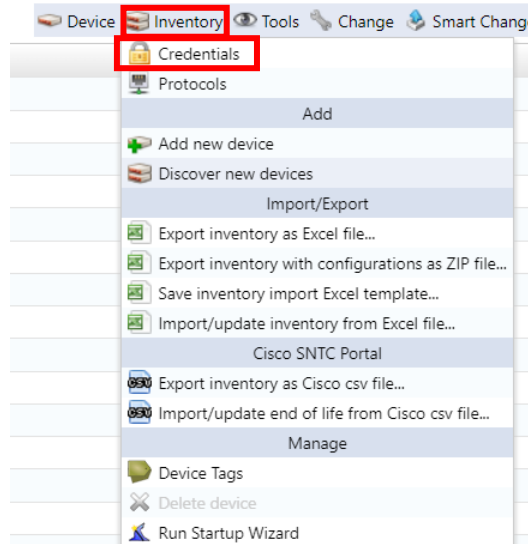 Device Inventory Tools Change Smart Chang
Credentials
Protocols
Add
Add new device
Discover new devices
Import/Export
Export inventory as Excel file...
Export inventory with configurations as ZIP file...
Save inventory import Excel template...
Import/update inventory from Excel file...
Cisco SNTC Portal
CSV Export inventory as Cisco csv file...
CSV Import/update end of life from Cisco csv file...
Manage
Device Tags
Delete device
Run Startup Wizard